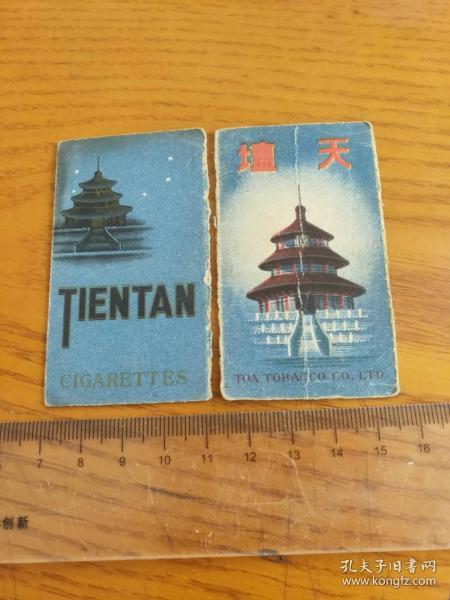 TIENTAN
CIGARETTES
壇天
TOA TOBACCO CO., LTD.
6 7 8 9 10 11 12 13 14 15 16
创新
孔夫子旧书网
www.kongfz.com